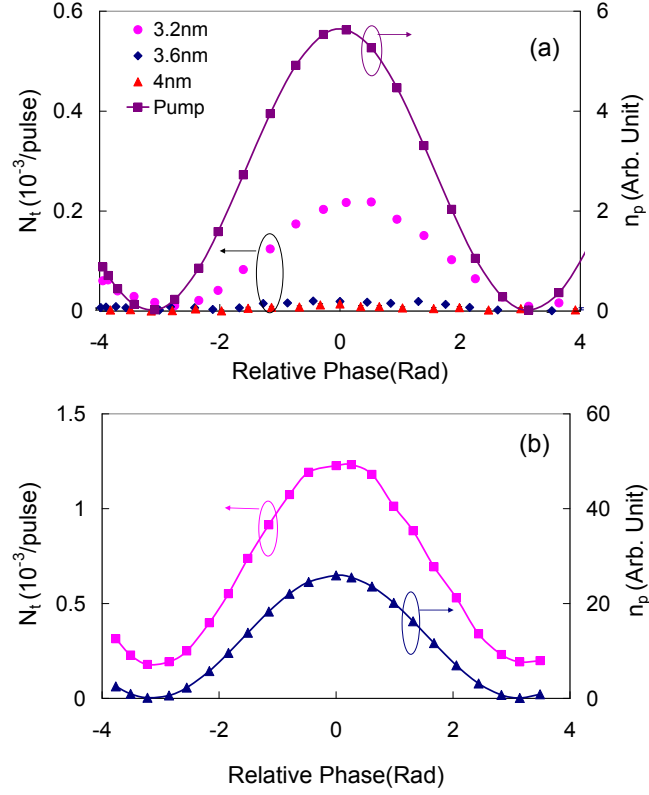 0.6
0.4
0.2
0
6
4
2
0
3.2nm
3.6nm
4nm
Pump
(a)
N_t (10^-3/pulse)
n_p (Arb. Unit)
-4 -2 0 2 4
Relative Phase(Rad)
1.5
1
0.5
0
60
40
20
0
(b)
N_t (10^-3/pulse)
n_p (Arb. Unit)
-4 -2 0 2 4
Relative Phase(Rad)